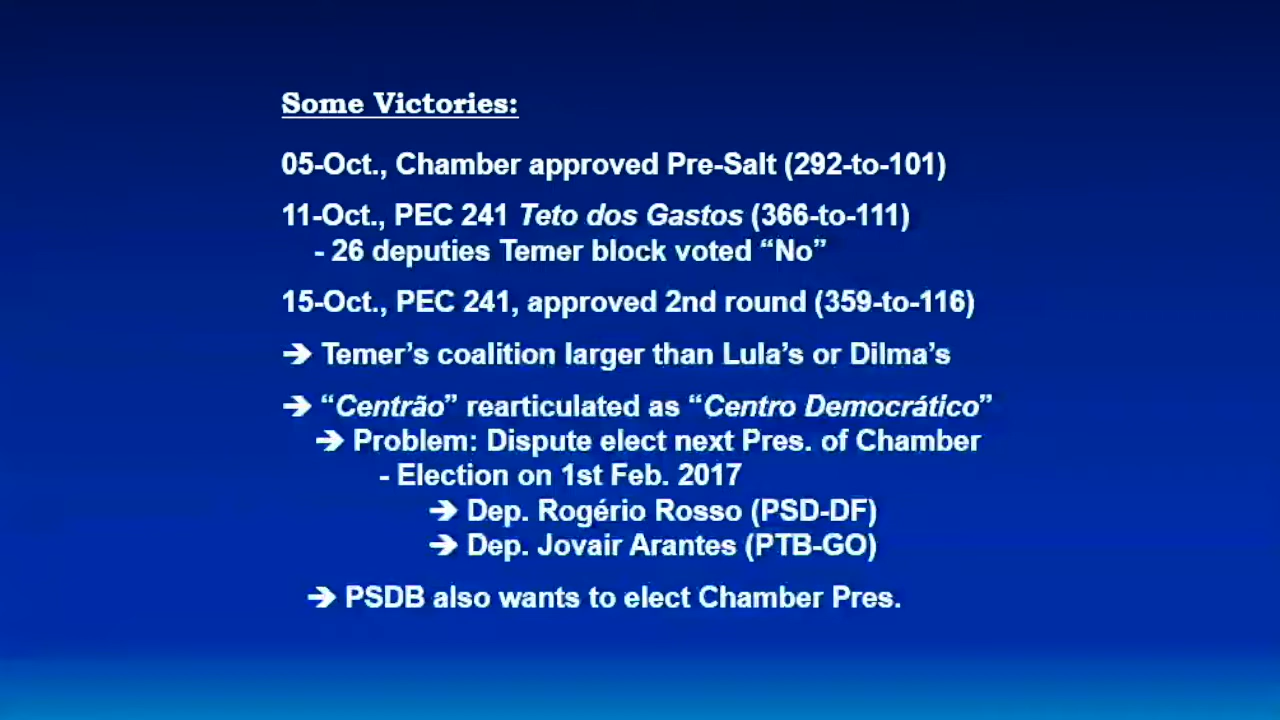 Some Victories:
05-Oct., Chamber approved Pre-Salt (292-to-101)
11-Oct., PEC 241 Teto dos Gastos (366-to-111)
- 26 deputies Temer block voted “No”
15-Oct., PEC 241, approved 2nd round (359-to-116)
➔ Temer’s coalition larger than Lula’s or Dilma’s
➔ “Centrão” rearticulated as “Centro Democrático”
➔ Problem: Dispute elect next Pres. of Chamber
- Election on 1st Feb. 2017
➔ Dep. Rogério Rosso (PSD-DF)
➔ Dep. Jovair Arantes (PTB-GO)
➔ PSDB also wants to elect Chamber Pres.